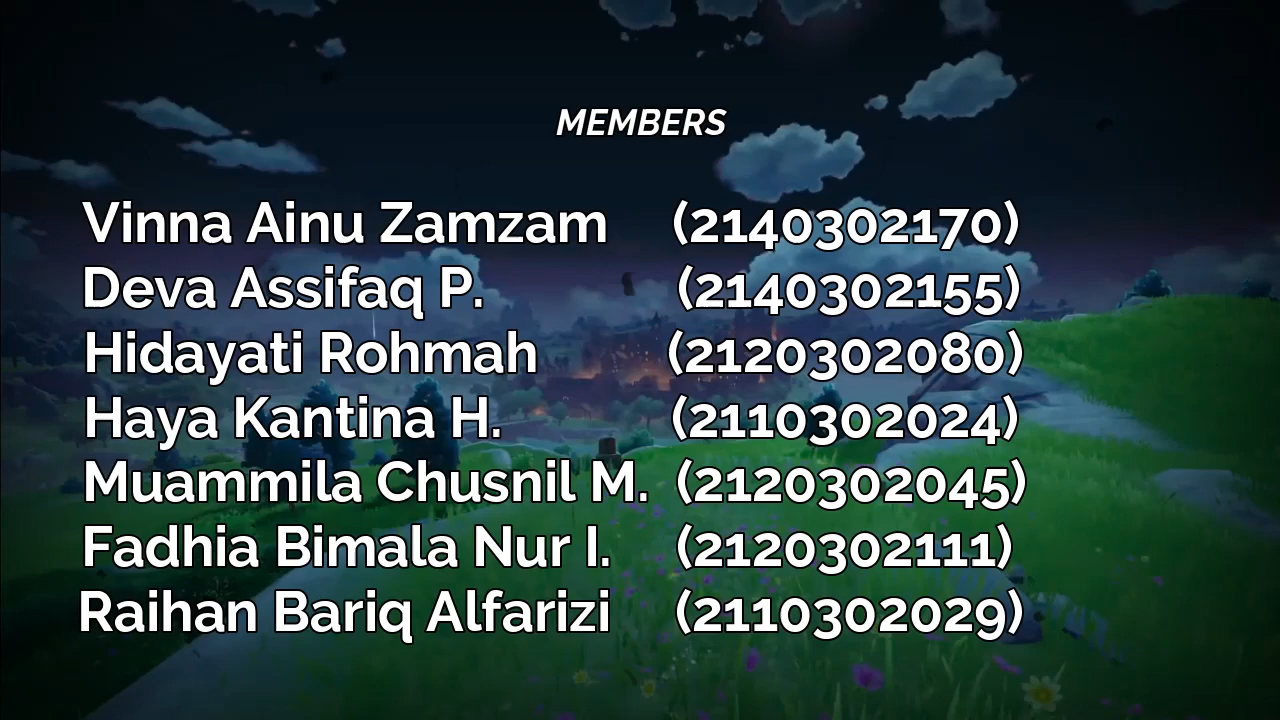 MEMBERS
Vinna Ainu Zamzam (2140302170)
Deva Assifaq P. (2140302155)
Hidayati Rohmah (2120302080)
Haya Kantina H. (2110302024)
Muammila Chusnil M. (2120302045)
Fadhia Bimala Nur I. (2120302111)
Raihan Bariq Alfarizi (2110302029)